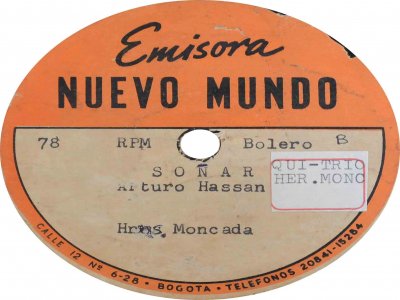 Emisora
NUEVO MUNDO
78 RPM Bolero B
SOÑAR
Arturo Hassan
QUI-TRIO
HER.MONC
Hrns Moncada
CALLE 12 Nº 6-28 • BOGOTA • TELEFONOS 20841-15284